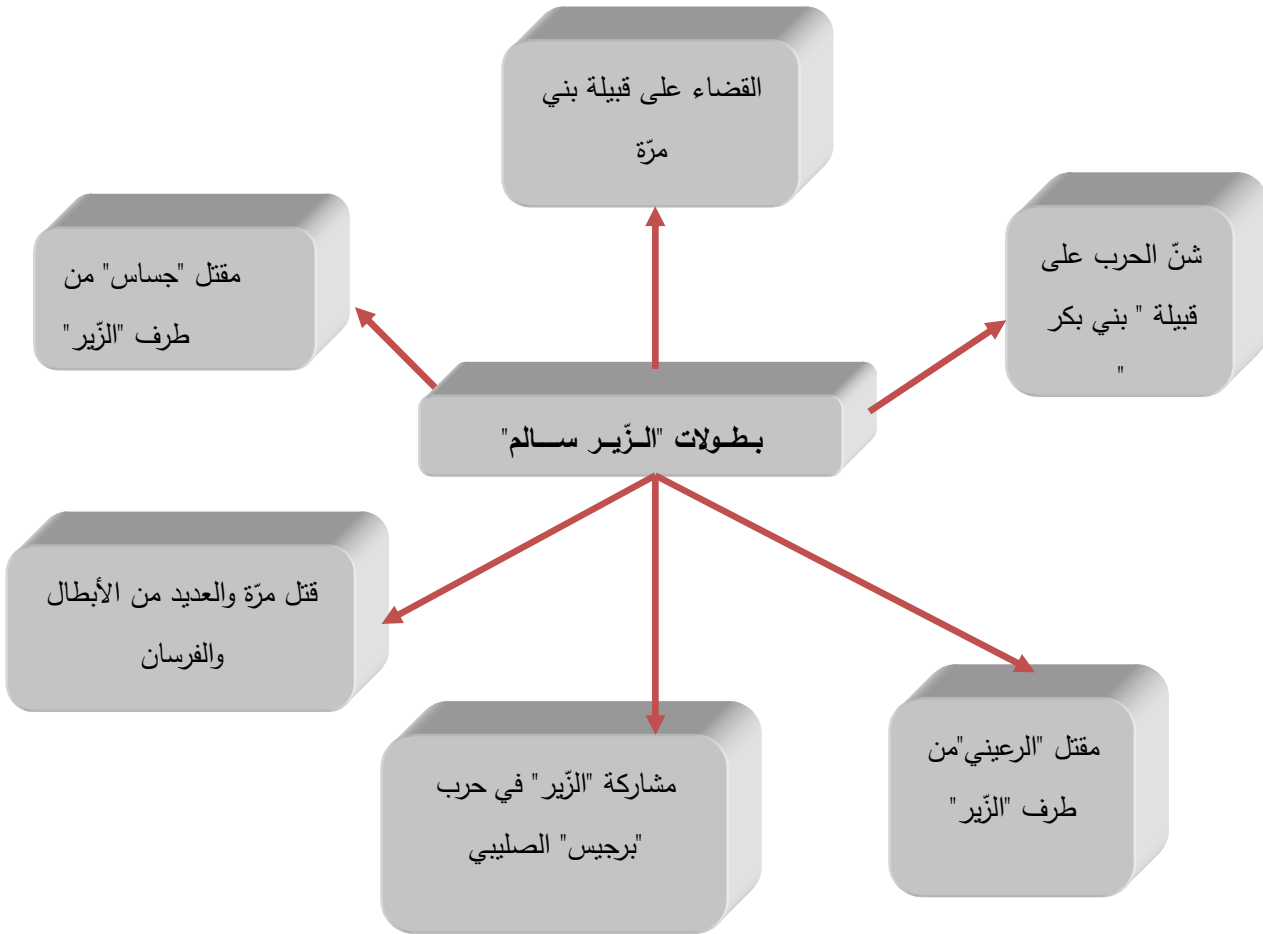 القضاء على قبيلة بني
مرّة
شنّ الحرب على
قبيلة " بني بكر
"
مقتل "جساس" من
طرف "الزّير"
بـطـولات "الـزّيـر ســالم"
قتل مرّة والعديد من الأبطال
والفرسان
مقتل "الرعيني"من
طرف "الزّير"
مشاركة "الزّير" في حرب
"برجيس" الصليبي